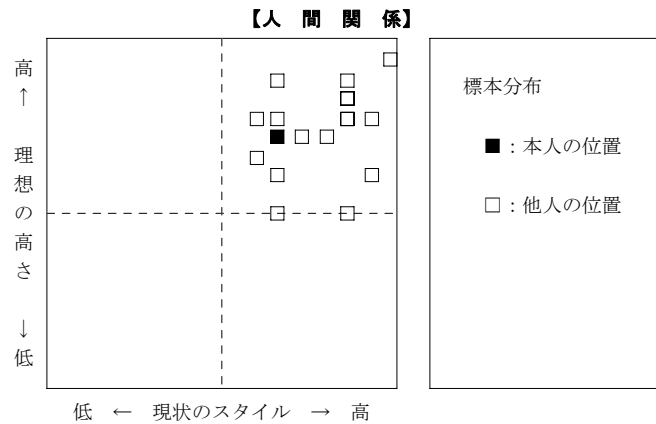 【人 間 関 係】
高
↑
理
想
の
高
さ
↓
低
低 ← 現状のスタイル → 高
標本分布
■：本人の位置
□：他人の位置